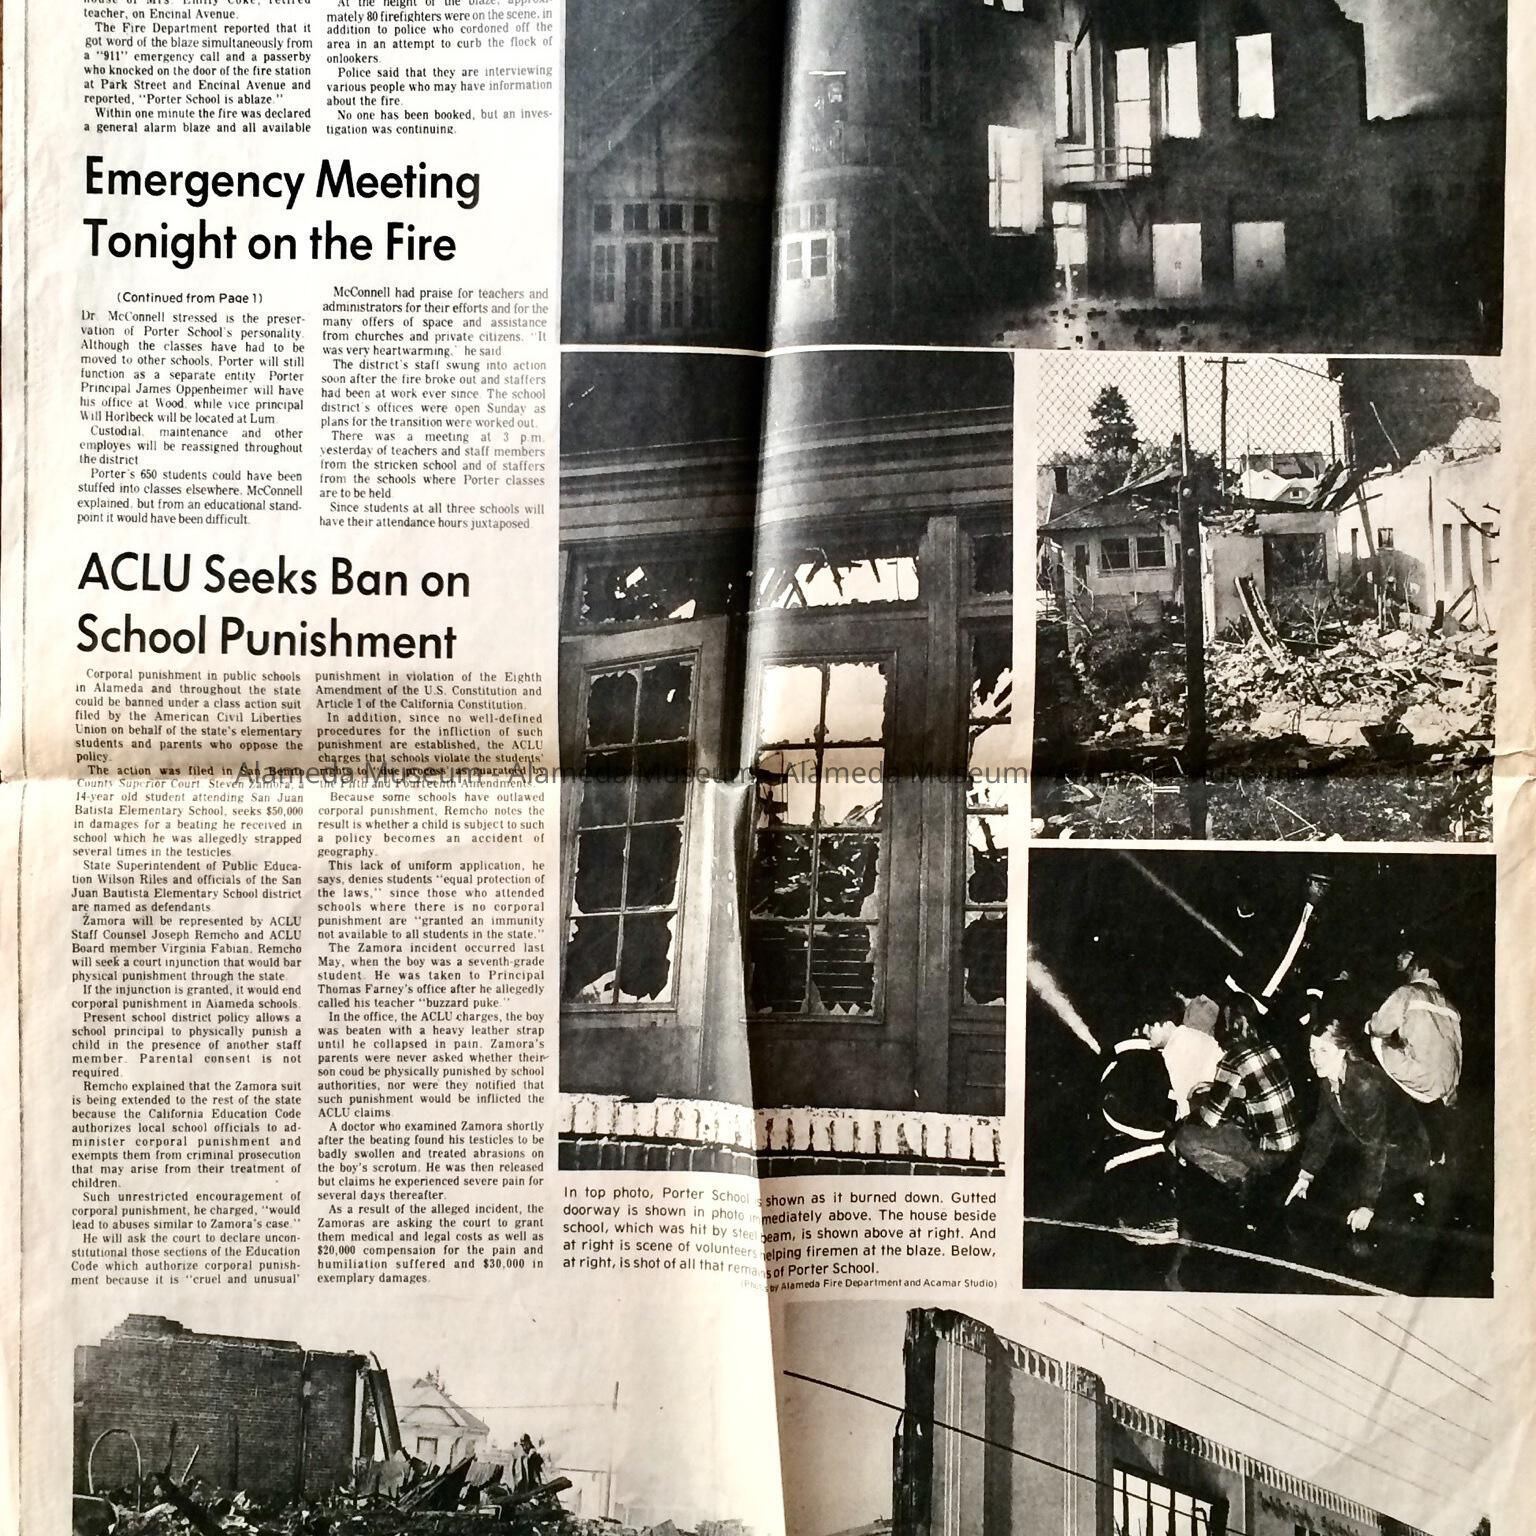 teacher, on Encinal Avenue.
The Fire Department reported that it
got word of the blaze simultaneously from
a "911" emergency call and a passerby
who knocked on the door of the fire station
at Park Street and Encinal Avenue and
reported, "Porter School is ablaze."
Within one minute the fire was declared
a general alarm blaze and all available
mately 80 firefighters were on the scene, in
addition to police who cordoned off the
area in an attempt to curb the flock of
onlookers.
Police said that they are interviewing
various people who may have information
about the fire.
No one has been booked, but an inves-
tigation was continuing.
Emergency Meeting
Tonight on the Fire
(Continued from Page 1)
Dr. McConnell stressed is the preser-
vation of Porter School's personality.
Although the classes have had to be
moved to other schools, Porter will still
function as a separate entity. Porter
Principal James Oppenheimer will have
his office at Wood, while vice principal
Will Horlbeck will be located at Lum.
Custodial, maintenance and other
employes will be reassigned throughout
the district
Porter's 650 students could have been
stuffed into classes elsewhere, McConnell
explained, but from an educational stand-
point it would have been difficult.
McConnell had praise for teachers and
administrators for their efforts and for the
many offers of space and assistance
from churches and private citizens. "It
was very heartwarming," he said.
The district's staff swung into action
soon after the fire broke out and staffers
had been at work ever since. The school
district's offices were open Sunday as
plans for the transition were worked out.
There was a meeting at 3 p.m.
yesterday of teachers and staff members
from the stricken school and of staffers
from the schools where Porter classes
are to be held.
Since students at all three schools will
have their attendance hours juxtaposed.
ACLU Seeks Ban on
School Punishment
Corporal punishment in public schools
in Alameda and throughout the state
could be banned under a class action suit
filed by the American Civil Liberties
Union on behalf of the state's elementary
students and parents who oppose the
policy.
The action was filed in San Benito
County Superior Court. Steven Zamora, a
14-year old student attending San Juan
Batista Elementary School, seeks $50,000
in damages for a beating he received in
school which he was allegedly strapped
several times in the testicles.
State Superintendent of Public Educa-
tion Wilson Riles and officials of the San
Juan Bautista Elementary School district
are named as defendants.
Zamora will be represented by ACLU
Staff Counsel Joseph Remcho and ACLU
Board member Virginia Fabian. Remcho
will seek a court injunction that would bar
physical punishment through the state.
If the injunction is granted, it would end
corporal punishment in Alameda schools.
Present school district policy allows a
school principal to physically punish a
child in the presence of another staff
member. Parental consent is not
required.
Remcho explained that the Zamora suit
is being extended to the rest of the state
because the California Education Code
authorizes local school officials to ad-
minister corporal punishment and
exempts them from criminal prosecution
that may arise from their treatment of
children.
Such unrestricted encouragement of
corporal punishment, he charged, "would
lead to abuses similar to Zamora's case."
He will ask the court to declare uncon-
stitutional those sections of the Education
Code which authorize corporal punish-
ment because it is "cruel and unusual'
punishment in violation of the Eighth
Amendment of the U.S. Constitution and
Article I of the California Constitution.
In addition, since no well-defined
procedures for the infliction of such
punishment are established, the ACLU
charges that schools violate the students'
rights to "due process" as guaranteed by
the Fifth and Fourteenth Amendments.
Because some schools have outlawed
corporal punishment, Remcho notes the
result is whether a child is subject to such
a policy becomes an accident of
geography.
This lack of uniform application, he
says, denies students "equal protection of
the laws," since those who attended
schools where there is no corporal
punishment are "granted an immunity
not available to all students in the state."
The Zamora incident occurred last
May, when the boy was a seventh-grade
student. He was taken to Principal
Thomas Farney's office after he allegedly
called his teacher "buzzard puke."
In the office, the ACLU charges, the boy
was beaten with a heavy leather strap
until he collapsed in pain. Zamora's
parents were never asked whether their
son coud be physically punished by school
authorities, nor were they notified that
such punishment would be inflicted the
ACLU claims.
A doctor who examined Zamora shortly
after the beating found his testicles to be
badly swollen and treated abrasions on
the boy's scrotum. He was then released
but claims he experienced severe pain for
several days thereafter.
As a result of the alleged incident, the
Zamoras are asking the court to grant
them medical and legal costs as well as
$20,000 compensaion for the pain and
humiliation suffered and $30,000 in
exemplary damages.
In top photo, Porter School is shown as it burned down. Gutted
doorway is shown in photo immediately above. The house beside
school, which was hit by steel beam, is shown above at right. And
at right is scene of volunteers helping firemen at the blaze. Below,
at right, is shot of all that remains of Porter School.
(Photos by Alameda Fire Department and Acamar Studio)
Alameda Museum Alameda Museum Alameda Museum